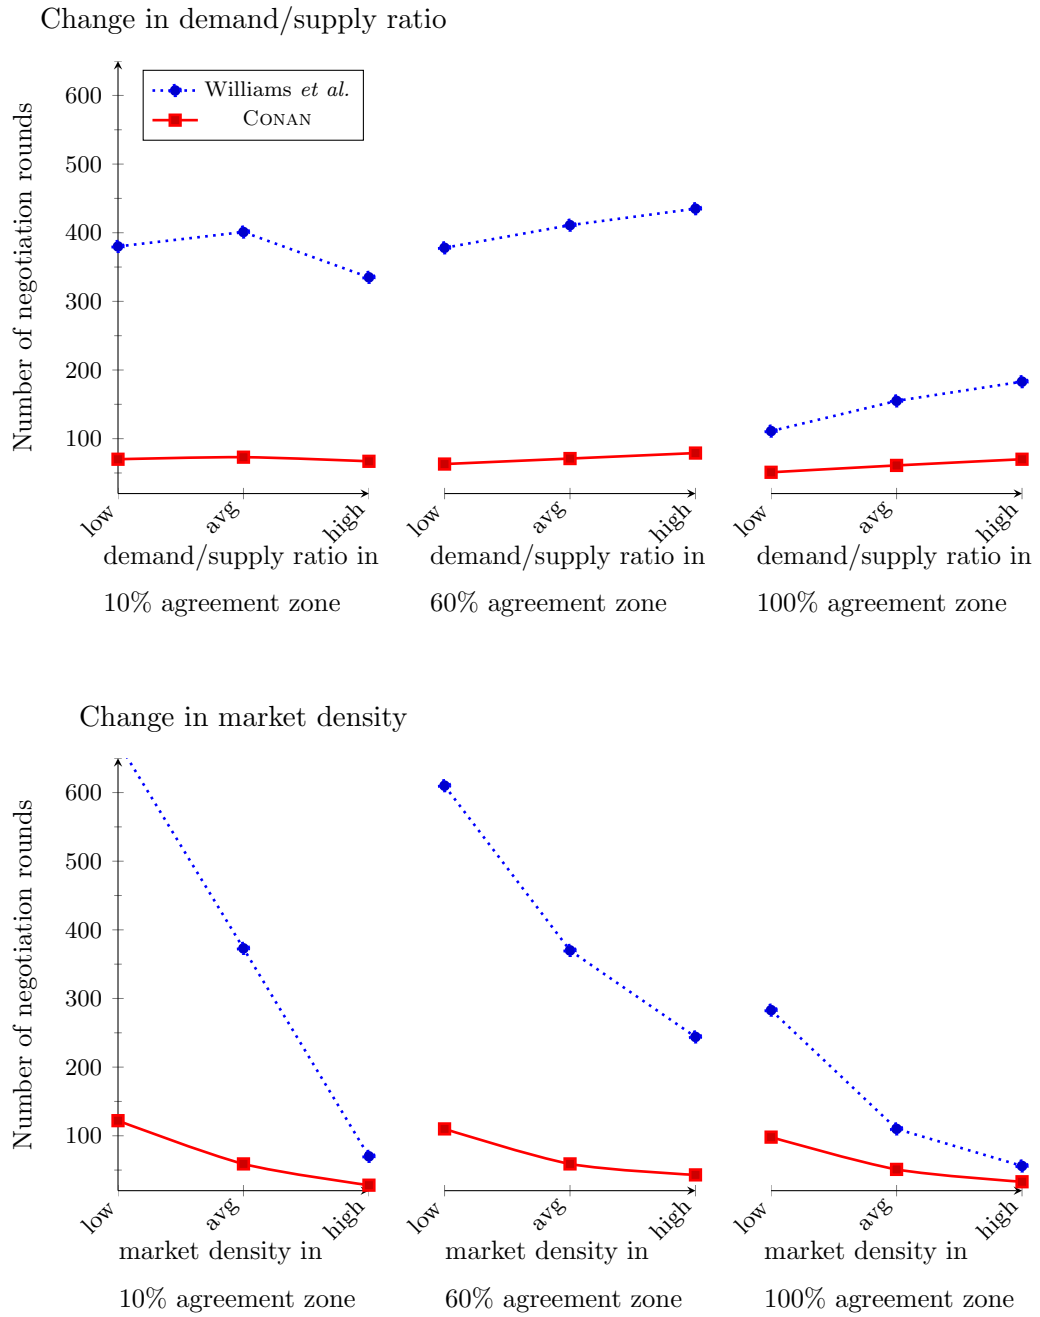 Change in demand/supply ratio
Number of negotiation rounds
600
500
400
300
200
100
Williams et al.
CONAN
low
avg
high
low
avg
high
low
avg
high
demand/supply ratio in
10% agreement zone
demand/supply ratio in
60% agreement zone
demand/supply ratio in
100% agreement zone
Change in market density
Number of negotiation rounds
600
500
400
300
200
100
low
avg
high
low
avg
high
low
avg
high
market density in
10% agreement zone
market density in
60% agreement zone
market density in
100% agreement zone